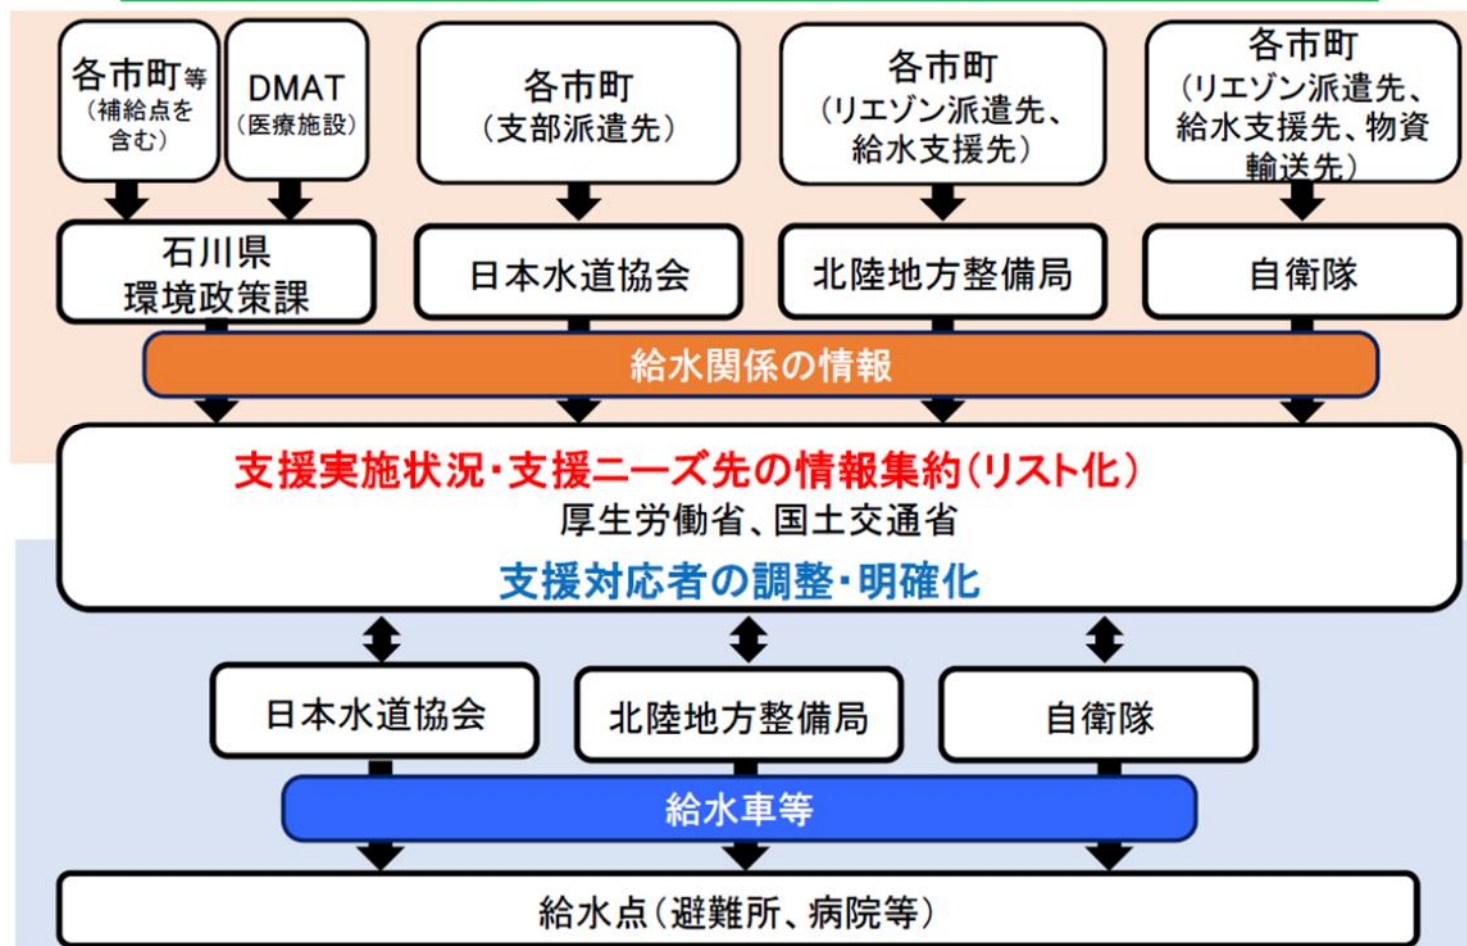 各市町等
（補給点を
含む）
DMAT
（医療施設）
各市町
（支部派遣先）
各市町
（リエゾン派遣先、
給水支援先）
各市町
（リエゾン派遣先、
給水支援先、物資
輸送先）
石川県
環境政策課
日本水道協会
北陸地方整備局
自衛隊
給水関係の情報
支援実施状況・支援ニーズ先の情報集約（リスト化）
厚生労働省、国土交通省
支援対応者の調整・明確化
日本水道協会
北陸地方整備局
自衛隊
給水車等
給水点（避難所、病院等）